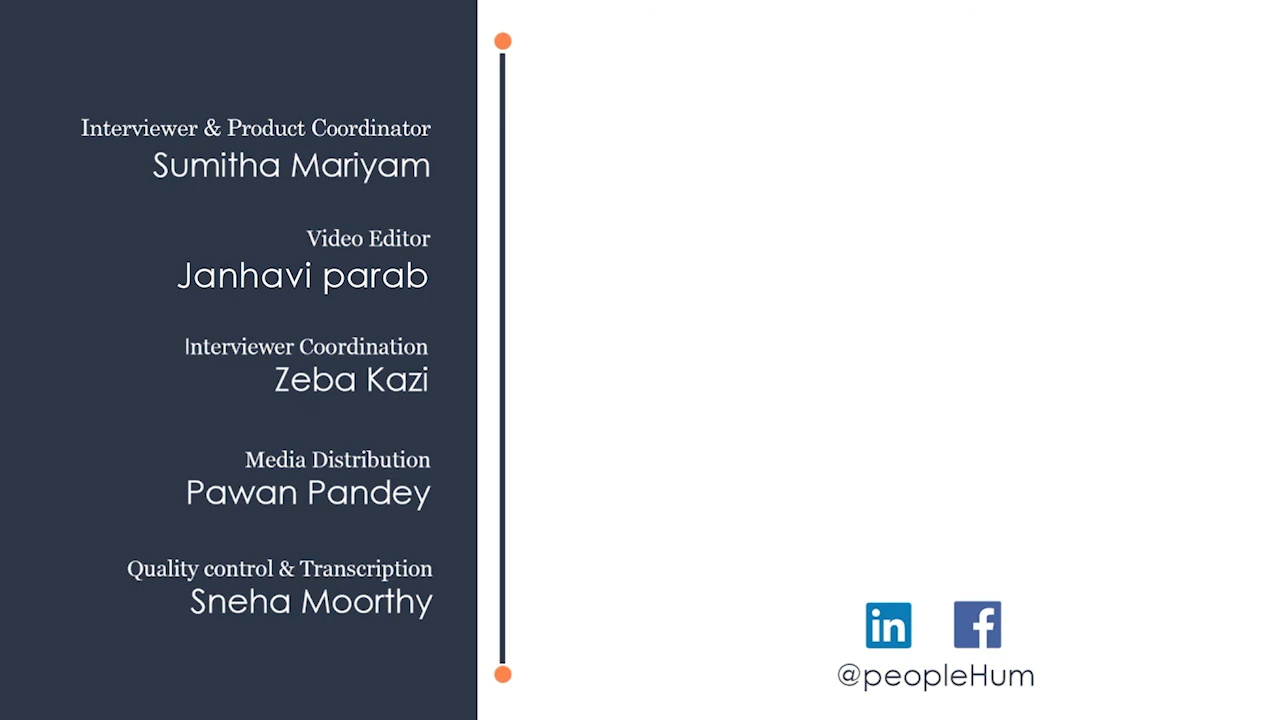 Interviewer & Product Coordinator
Sumitha Mariyam
Video Editor
Janhavi parab
Interviewer Coordination
Zeba Kazi
Media Distribution
Pawan Pandey
Quality control & Transcription
Sneha Moorthy
in f
@peopleHum